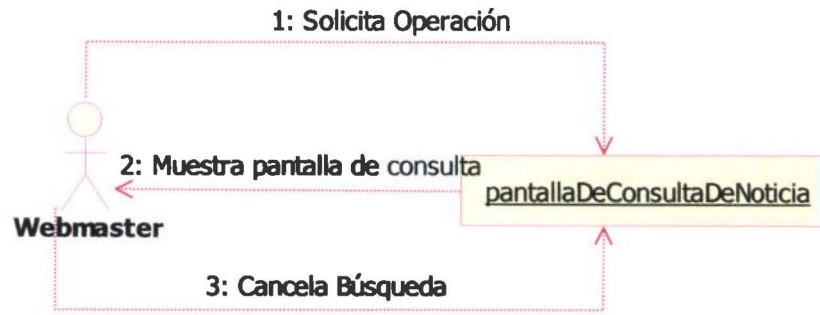 1: Solicita Operación
2: Muestra pantalla de consulta
pantallaDeConsultaDeNoticia
Webmaster
3: Cancela Búsqueda